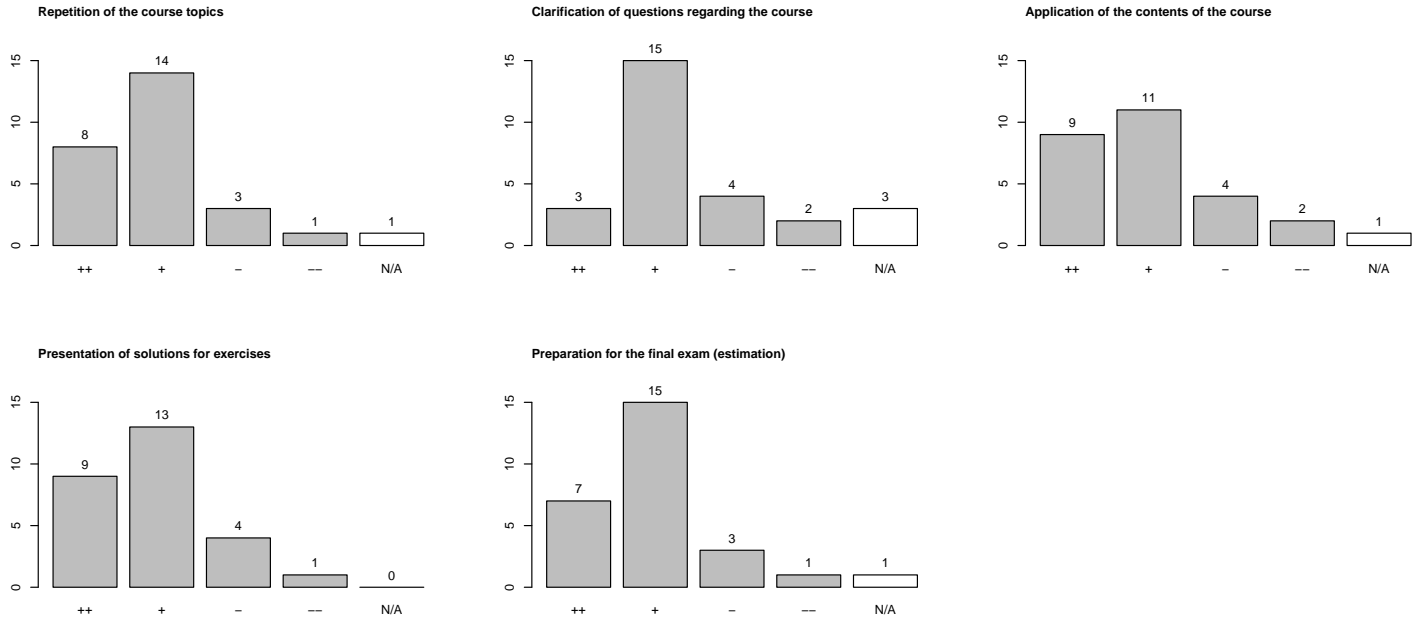 Repetition of the course topics
0 5 10 15
8 14 3 1 1
++ + – –– N/A
Clarification of questions regarding the course
0 5 10 15
3 15 4 2 3
++ + – –– N/A
Application of the contents of the course
0 5 10 15
9 11 4 2 1
++ + – –– N/A
Presentation of solutions for exercises
0 5 10 15
9 13 4 1 0
++ + – –– N/A
Preparation for the final exam (estimation)
0 5 10 15
7 15 3 1 1
++ + – –– N/A